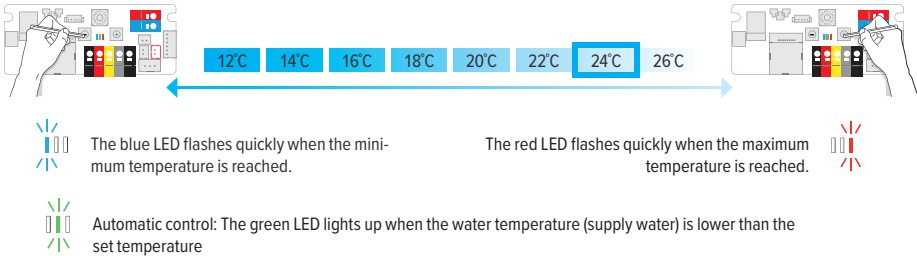 12˚C 14˚C 16˚C 18˚C 20˚C 22˚C 24˚C 26˚C
The blue LED flashes quickly when the mini-
mum temperature is reached.
The red LED flashes quickly when the maximum
temperature is reached.
Automatic control: The green LED lights up when the water temperature (supply water) is lower than the
set temperature